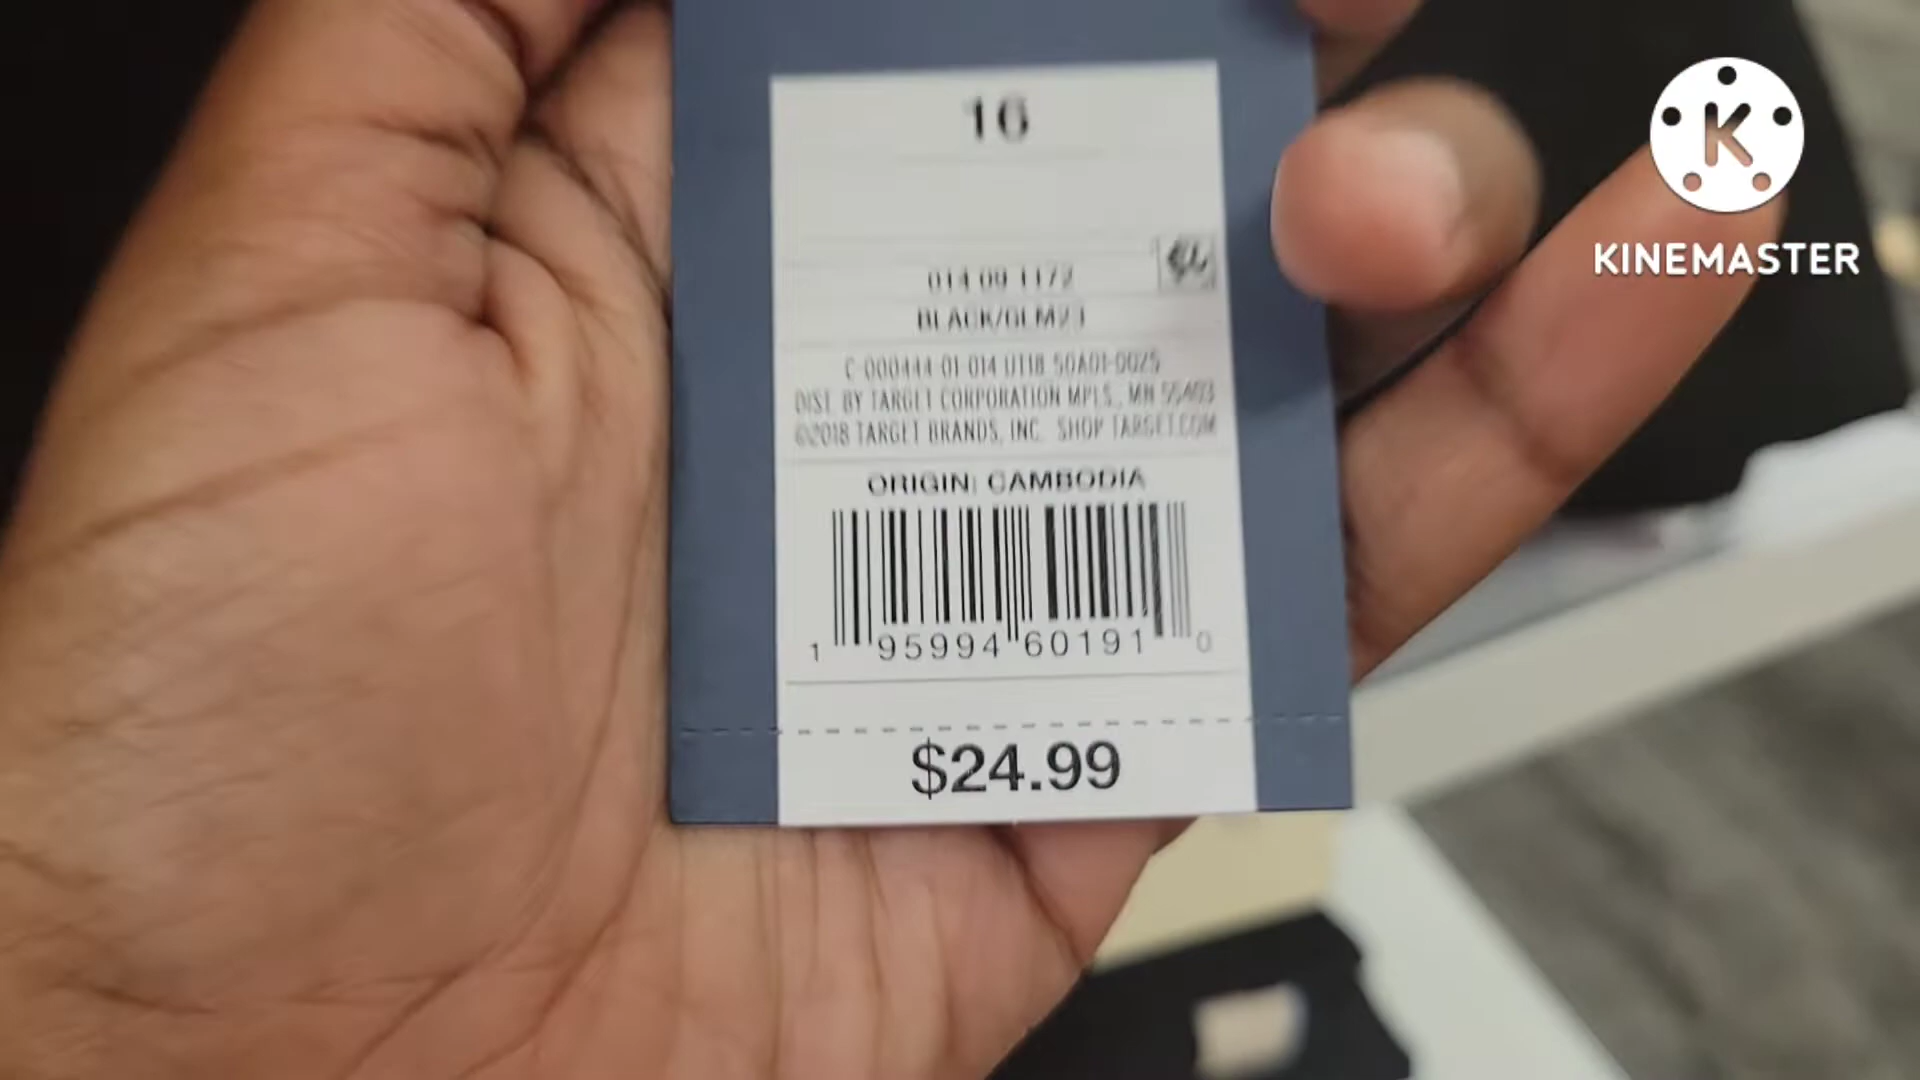 16
014 09 1172
BLACK/GLM23
C-000444-01-014 UT18 50A01-0025
DIST. BY TARGET CORPORATION MPLS., MN 55403
©2018 TARGET BRANDS, INC. SHOP TARGET.COM
ORIGIN: CAMBODIA
1 95994 60191 0
$24.99
K
KINEMASTER